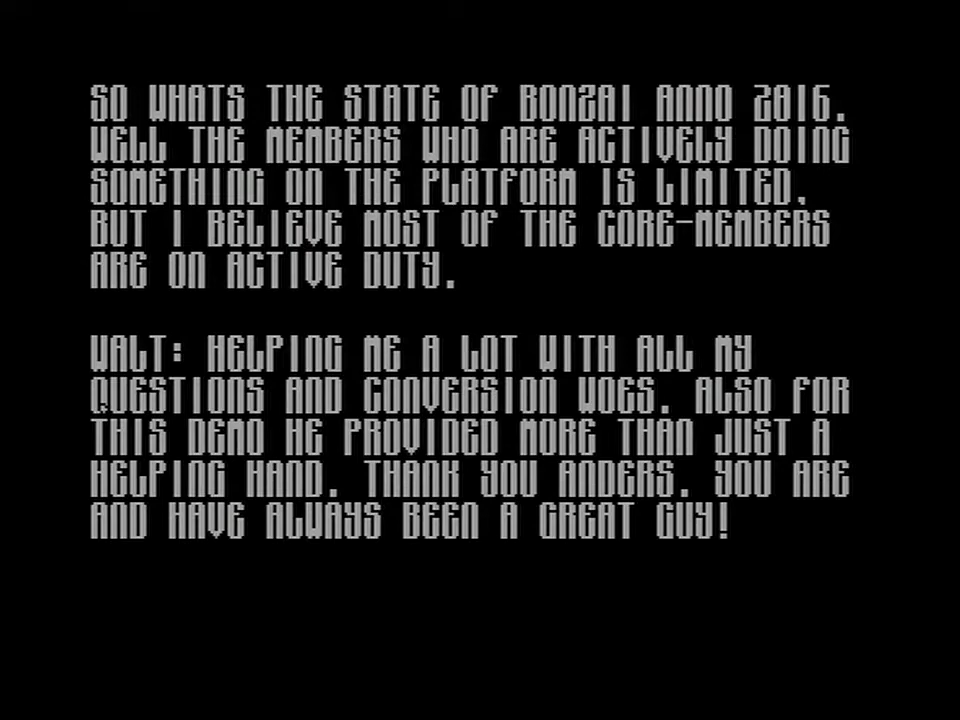 SO WHATS THE STATE OF BONZAI ANNO 2016.
WELL THE MEMBERS WHO ARE ACTIVELY DOING
SOMETHING ON THE PLATFORM IS LIMITED.
BUT I BELIEVE MOST OF THE CORE-MEMBERS
ARE ON ACTIVE DUTY.
WALT: HELPING ME A LOT WITH ALL MY
QUESTIONS AND CONVERSION WOES. ALSO FOR
THIS DEMO HE PROVIDED MORE THAN JUST A
HELPING HAND. THANK YOU ANDERS. YOU ARE
AND HAVE ALWAYS BEEN A GREAT GUY!